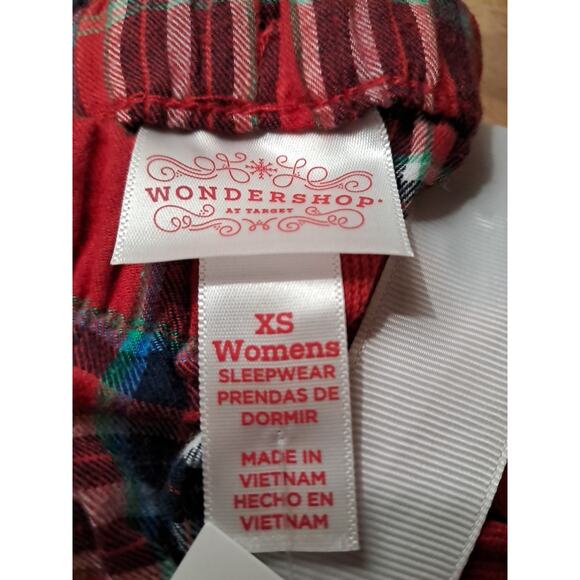 WONDERSHOP®
AT TARGET
XS
Womens
SLEEPWEAR
PRENDAS DE
DORMIR
MADE IN
VIETNAM
HECHO EN
VIETNAM